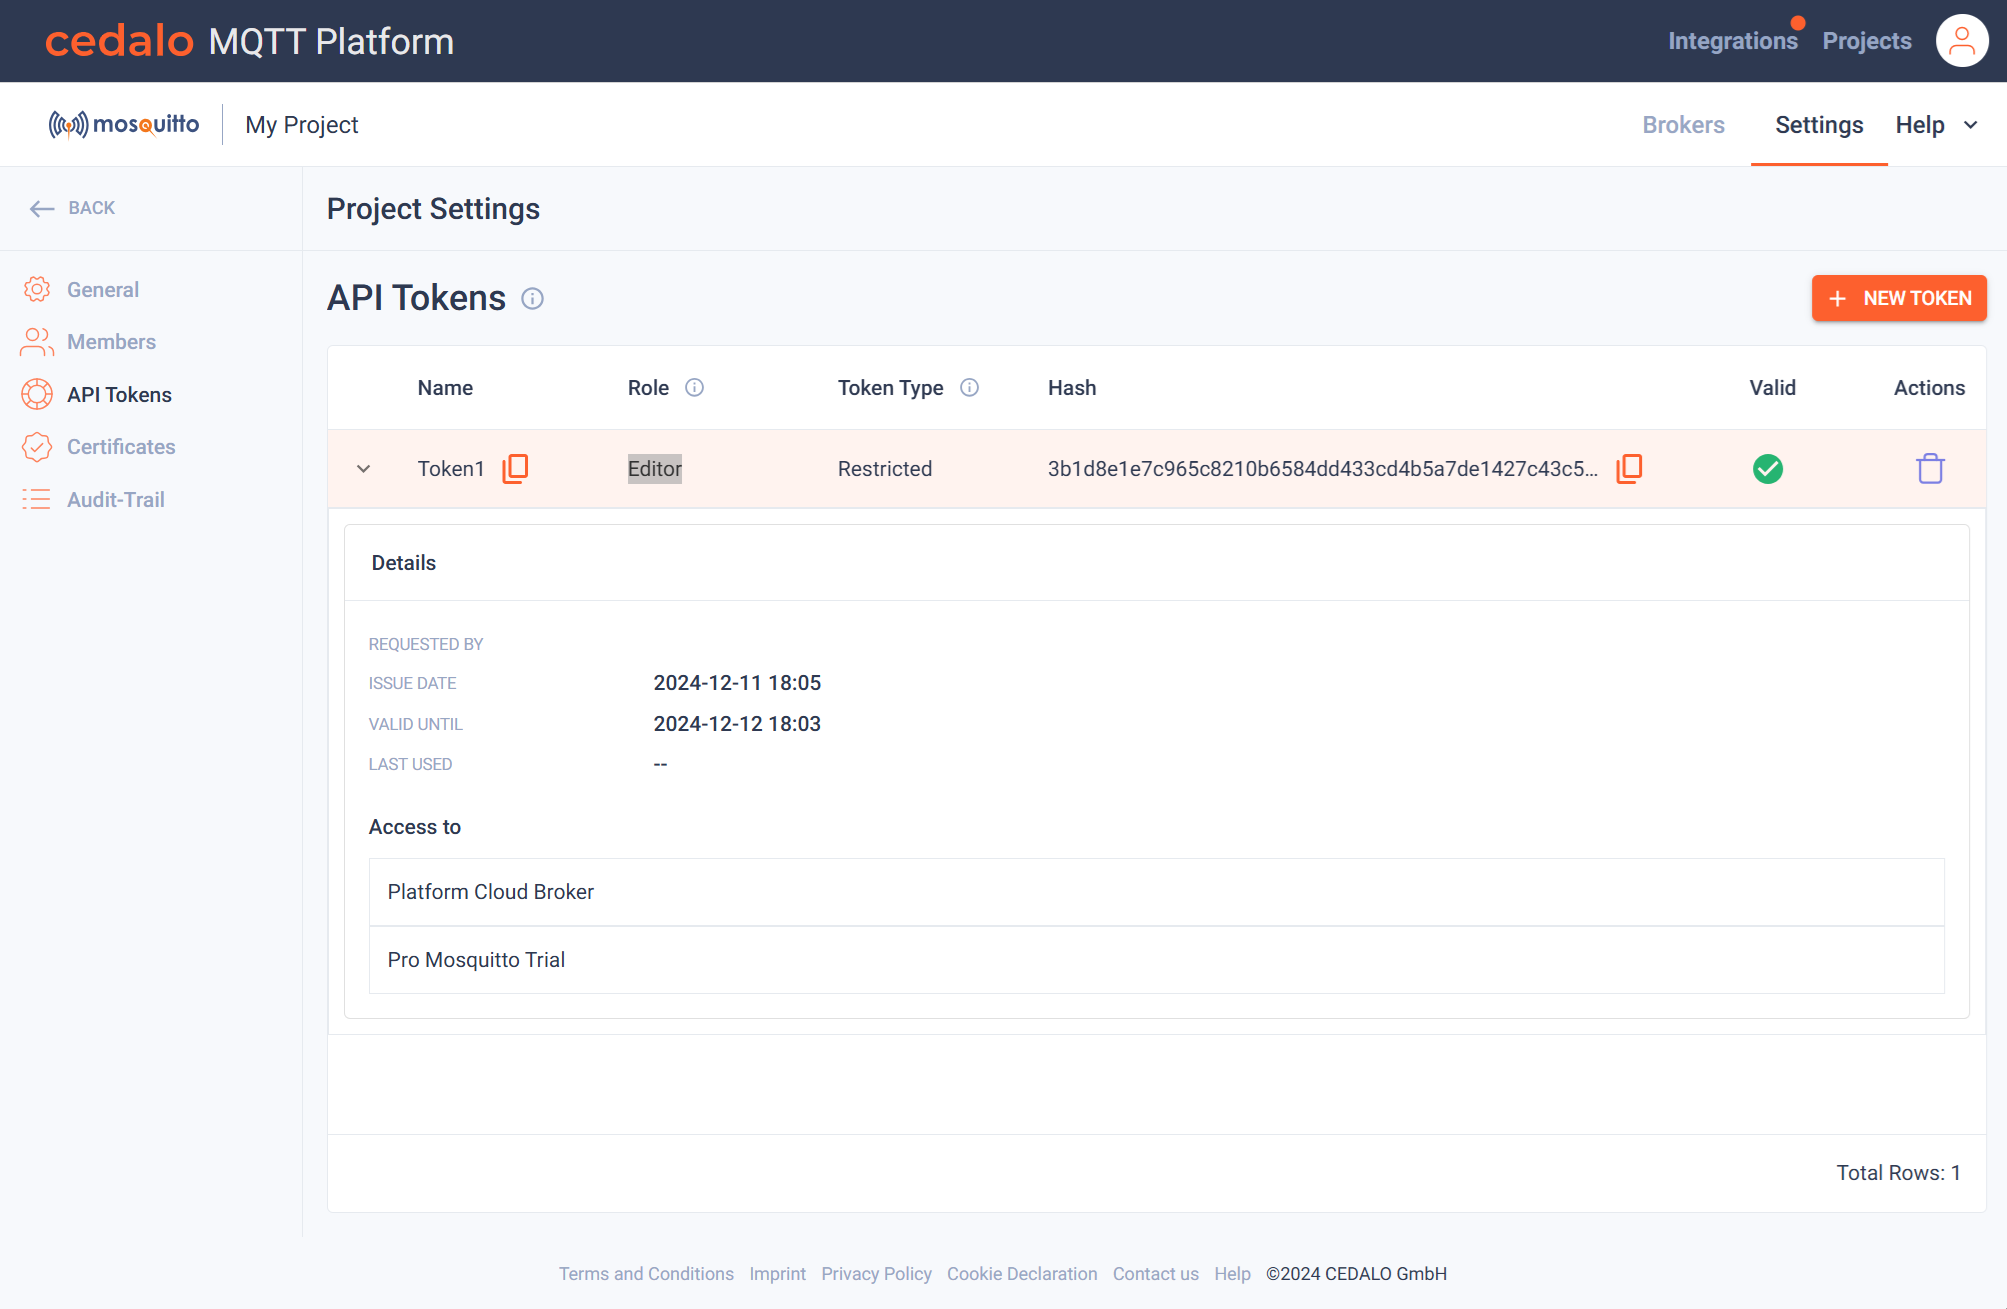 cedalo MQTT Platform
Integrations Projects
mosquitto My Project
Brokers Settings Help
BACK
Project Settings
General
Members
API Tokens
Certificates
Audit-Trail
API Tokens
+ NEW TOKEN
Name Role Token Type Hash Valid Actions
Token1 Editor Restricted 3b1d8e1e7c965c8210b6584dd433cd4b5a7de1427c43c5...
Details
REQUESTED BY
ISSUE DATE 2024-12-11 18:05
VALID UNTIL 2024-12-12 18:03
LAST USED --
Access to
Platform Cloud Broker
Pro Mosquitto Trial
Total Rows: 1
Terms and Conditions Imprint Privacy Policy Cookie Declaration Contact us Help ©2024 CEDALO GmbH